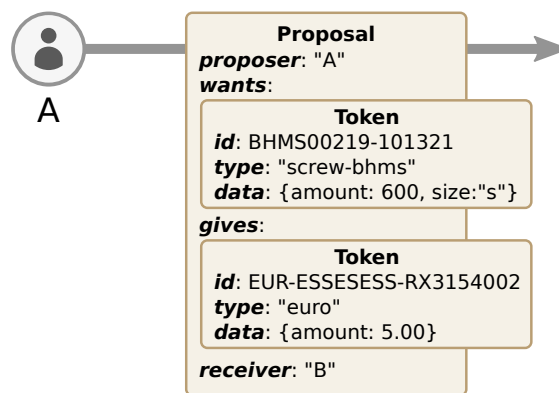 Proposal
proposer: "A"
wants:
Token
id: BHMS00219-101321
type: "screw-bhms"
data: {amount: 600, size:"s"}
gives:
Token
id: EUR-ESSESESS-RX3154002
type: "euro"
data: {amount: 5.00}
receiver: "B"
A